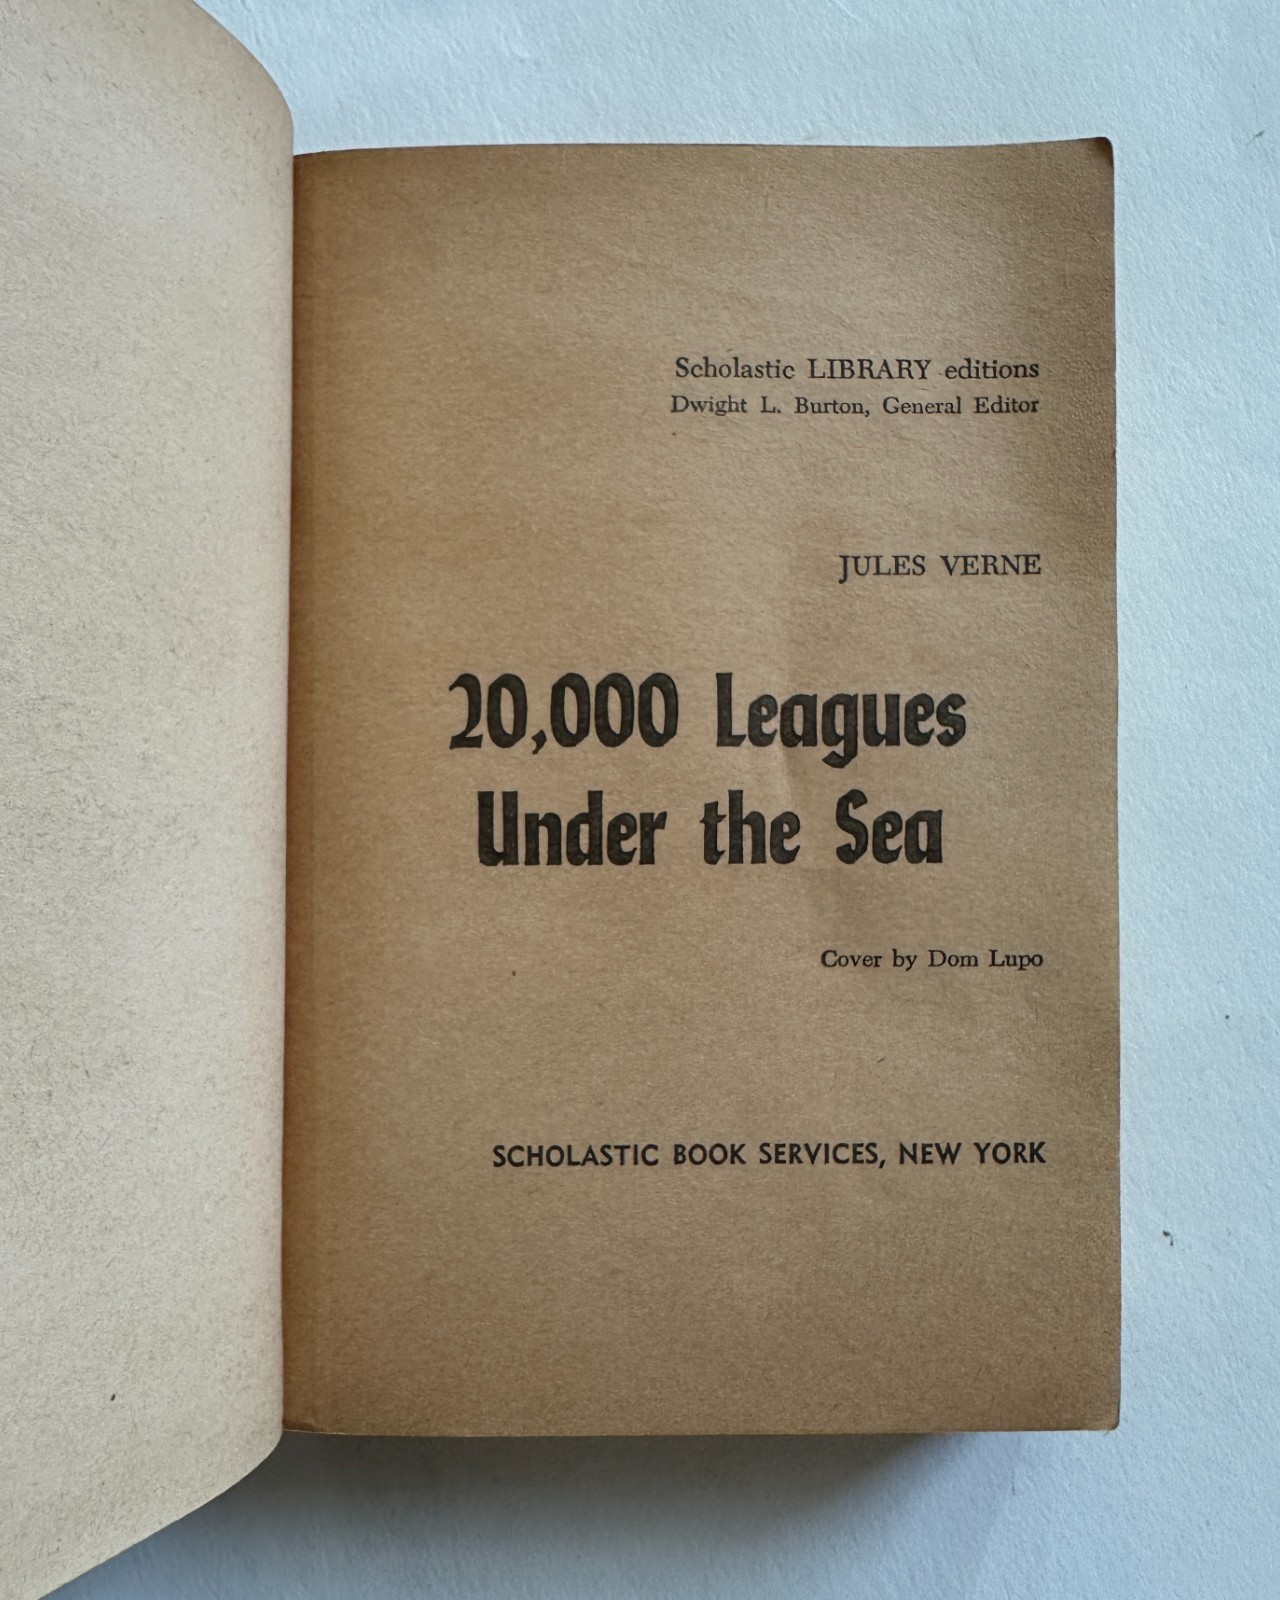 Scholastic LIBRARY editions
Dwight L. Burton, General Editor
JULES VERNE
20,000 Leagues
Under the Sea
Cover by Dom Lupo
SCHOLASTIC BOOK SERVICES, NEW YORK